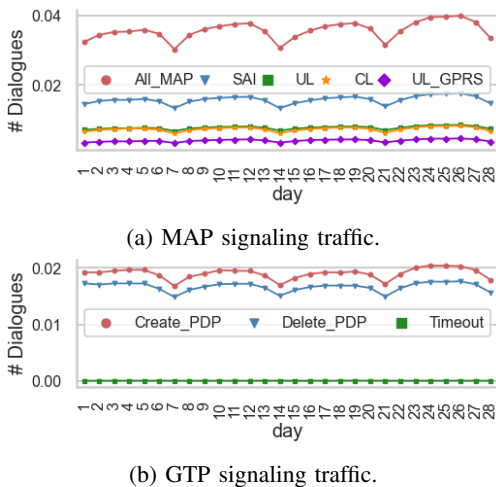 0.04
0.02
# Dialogues
All_MAP SAI UL CL UL_GPRS
1 2 3 4 5 6 7 8 9 10 11 12 13 14 15 16 17 18 19 20 21 22 23 24 25 26 27 28
day
(a) MAP signaling traffic.
0.02
0.01
0.00
# Dialogues
Create_PDP Delete_PDP Timeout
1 2 3 4 5 6 7 8 9 10 11 12 13 14 15 16 17 18 19 20 21 22 23 24 25 26 27 28
day
(b) GTP signaling traffic.